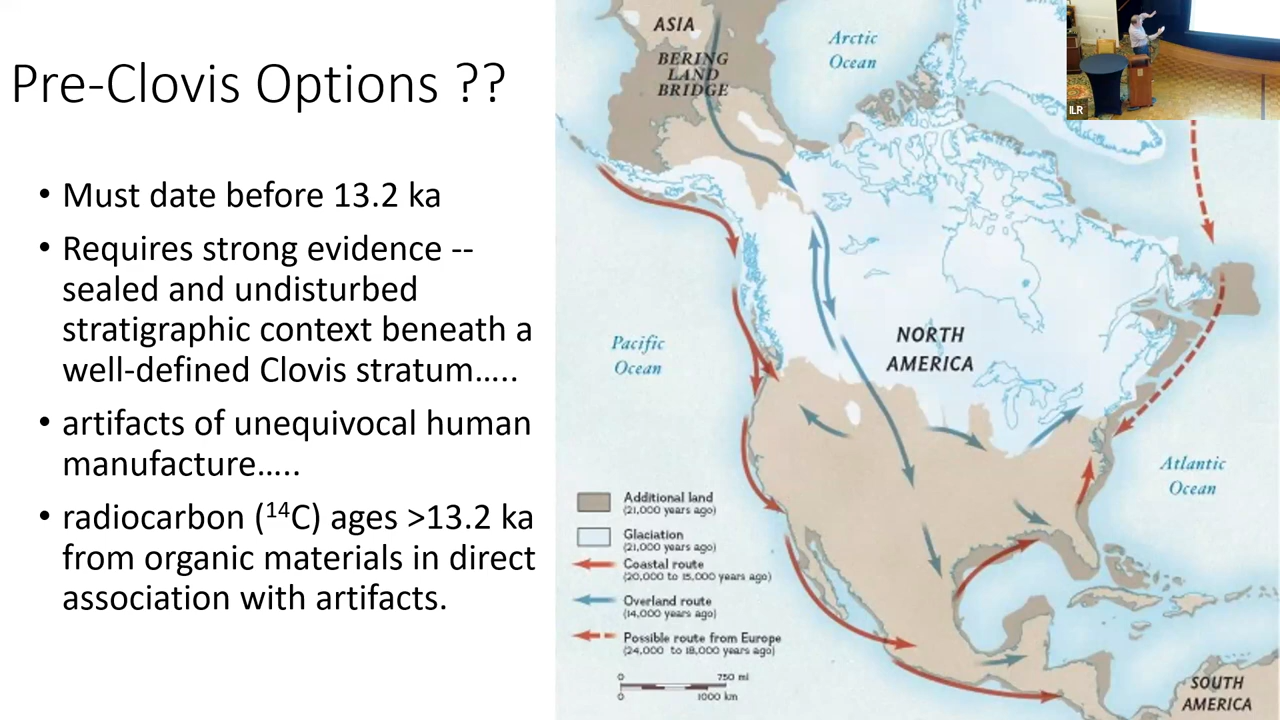 Pre-Clovis Options ??
• Must date before 13.2 ka
• Requires strong evidence --
sealed and undisturbed
stratigraphic context beneath a
well-defined Clovis stratum…..
• artifacts of unequivocal human
manufacture…..
• radiocarbon (¹⁴C) ages >13.2 ka
from organic materials in direct
association with artifacts.
ASIA
BERING
LAND
BRIDGE
Arctic
Ocean
ILR
Pacific
Ocean
NORTH
AMERICA
Atlantic
Ocean
Additional land
(21,000 years ago)
Glaciation
(21,000 years ago)
Coastal route
(20,000 to 15,000 years ago)
Overland route
(14,000 years ago)
Possible route from Europe
(24,000 to 18,000 years ago)
0 750 mi
0 1000 km
SOUTH
AMERICA